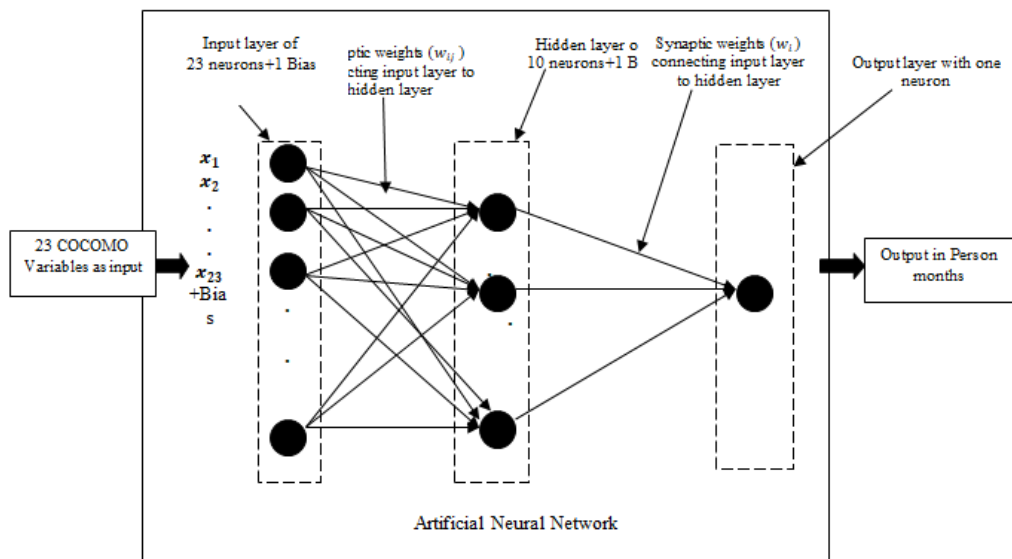 Input layer of
23 neurons+1 Bias
ptic weights (wij)
cting input layer to
hidden layer
Hidden layer o
10 neurons+1 B
Synaptic weights (wi)
connecting input layer
to hidden layer
Output layer with one
neuron
x1
x2
.
.
.
x23
+Bia
s
23 COCOMO
Variables as input
Output in Person
months
Artificial Neural Network